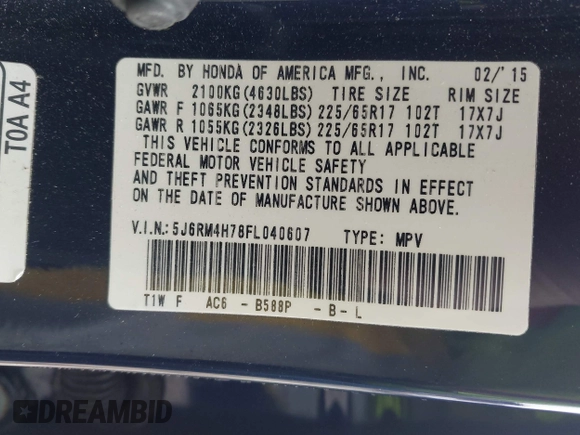 MFD. BY HONDA OF AMERICA MFG., INC. 02/'15
GVWR 2100KG(4630LBS) TIRE SIZE RIM SIZE
GAWR F 1065KG(2348LBS) 225/65R17 102T 17X7J
GAWR R 1055KG(2326LBS) 225/65R17 102T 17X7J
THIS VEHICLE CONFORMS TO ALL APPLICABLE
FEDERAL MOTOR VEHICLE SAFETY
AND THEFT PREVENTION STANDARDS IN EFFECT
ON DATE OF MANUFACTURE SHOWN ABOVE.
V.I.N.: 5J6RM4H78FL040607 TYPE: MPV
T1W F AC6 - B588P - B - L
T0A A4
DREAMBID